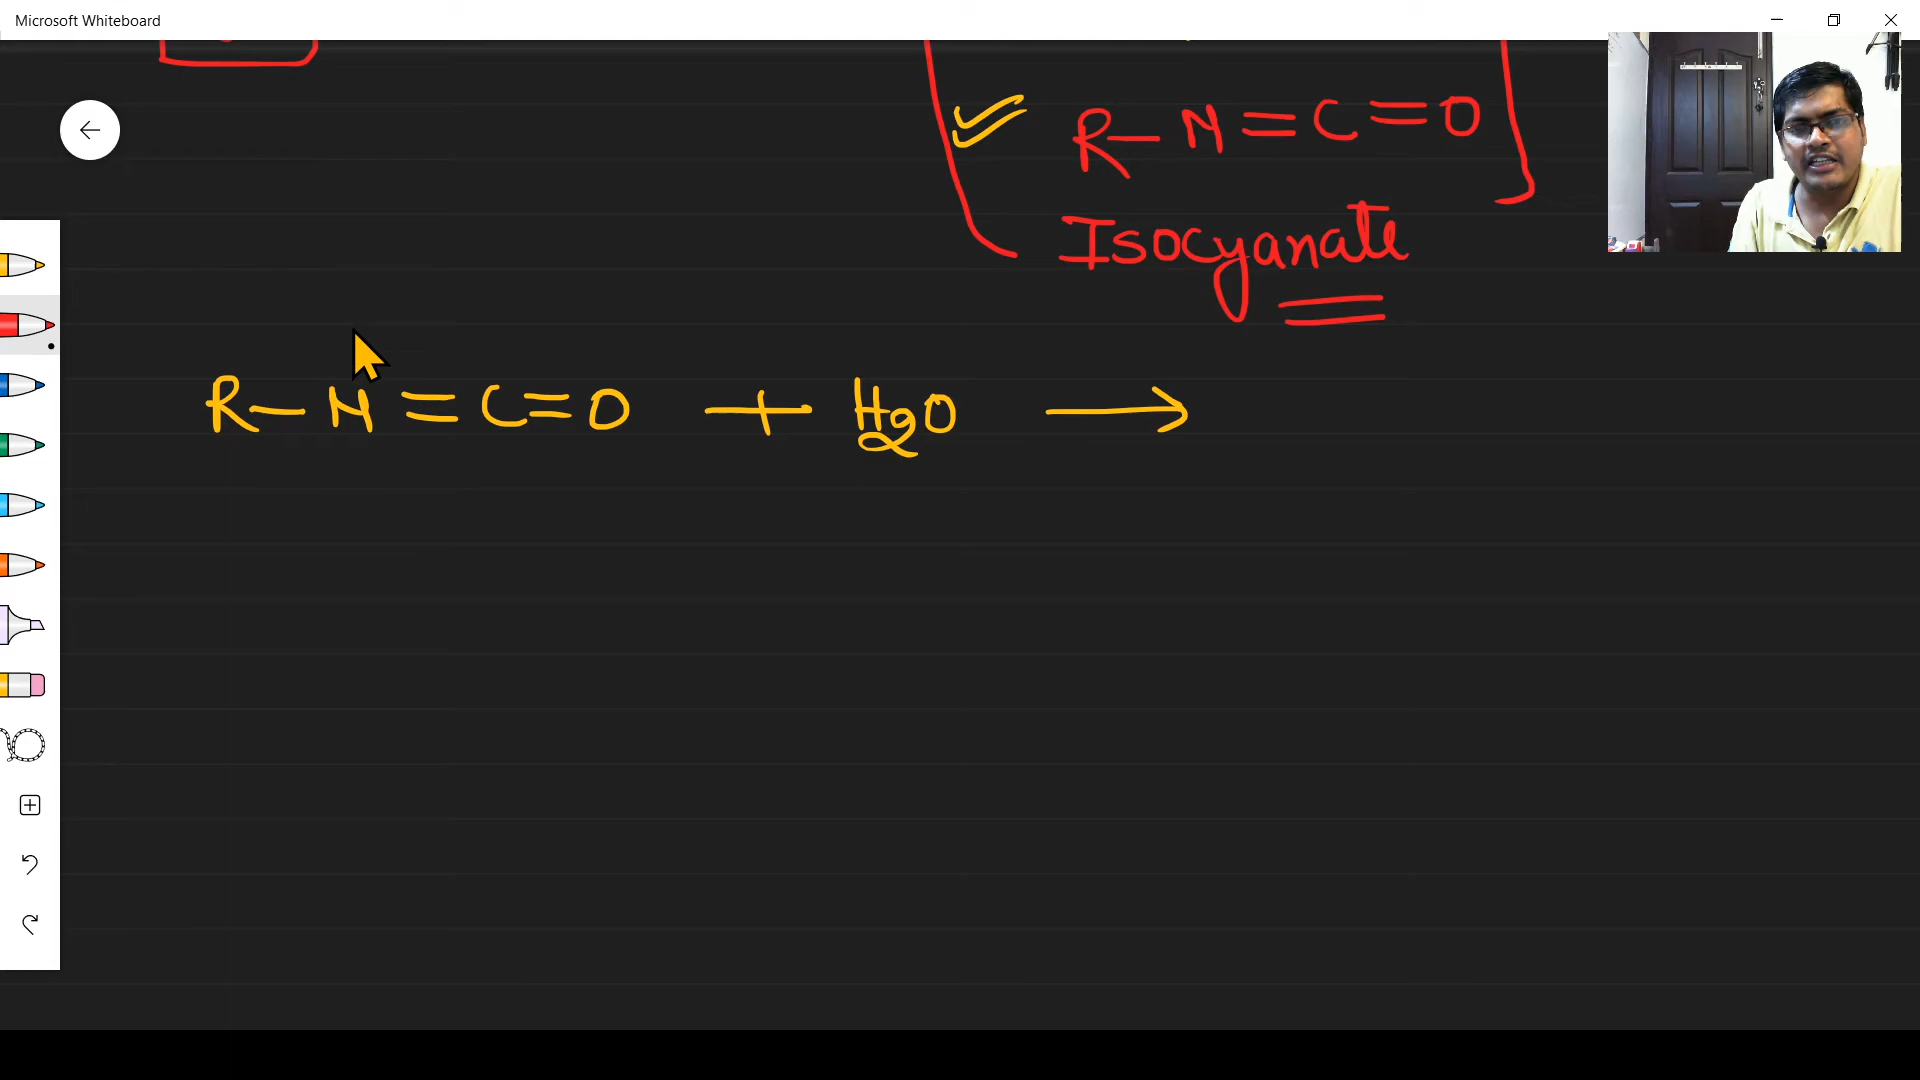 Microsoft Whiteboard
R—N=C=O
Isocyanate
R—N=C=O + H2O →